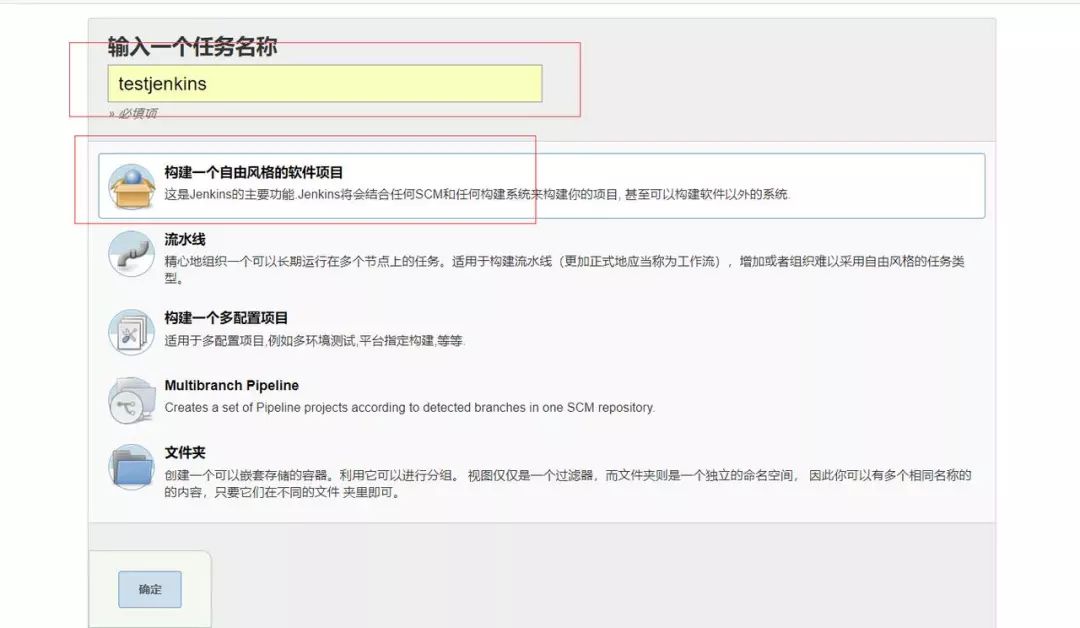 输入一个任务名称
testjenkins
» 必填项
构建一个自由风格的软件项目
这是Jenkins的主要功能.Jenkins将会结合任何SCM和任何构建系统来构建你的项目, 甚至可以构建软件以外的系统.
流水线
精心地组织一个可以长期运行在多个节点上的任务。适用于构建流水线（更加正式地应当称为工作流），增加或者组织难以采用自由风格的任务类
型。
构建一个多配置项目
适用于多配置项目,例如多环境测试,平台指定构建,等等.
Multibranch Pipeline
Creates a set of Pipeline projects according to detected branches in one SCM repository.
文件夹
创建一个可以嵌套存储的容器。利用它可以进行分组。 视图仅仅是一个过滤器，而文件夹则是一个独立的命名空间， 因此你可以有多个相同名称的
的内容，只要它们在不同的文件 夹里即可。
确定